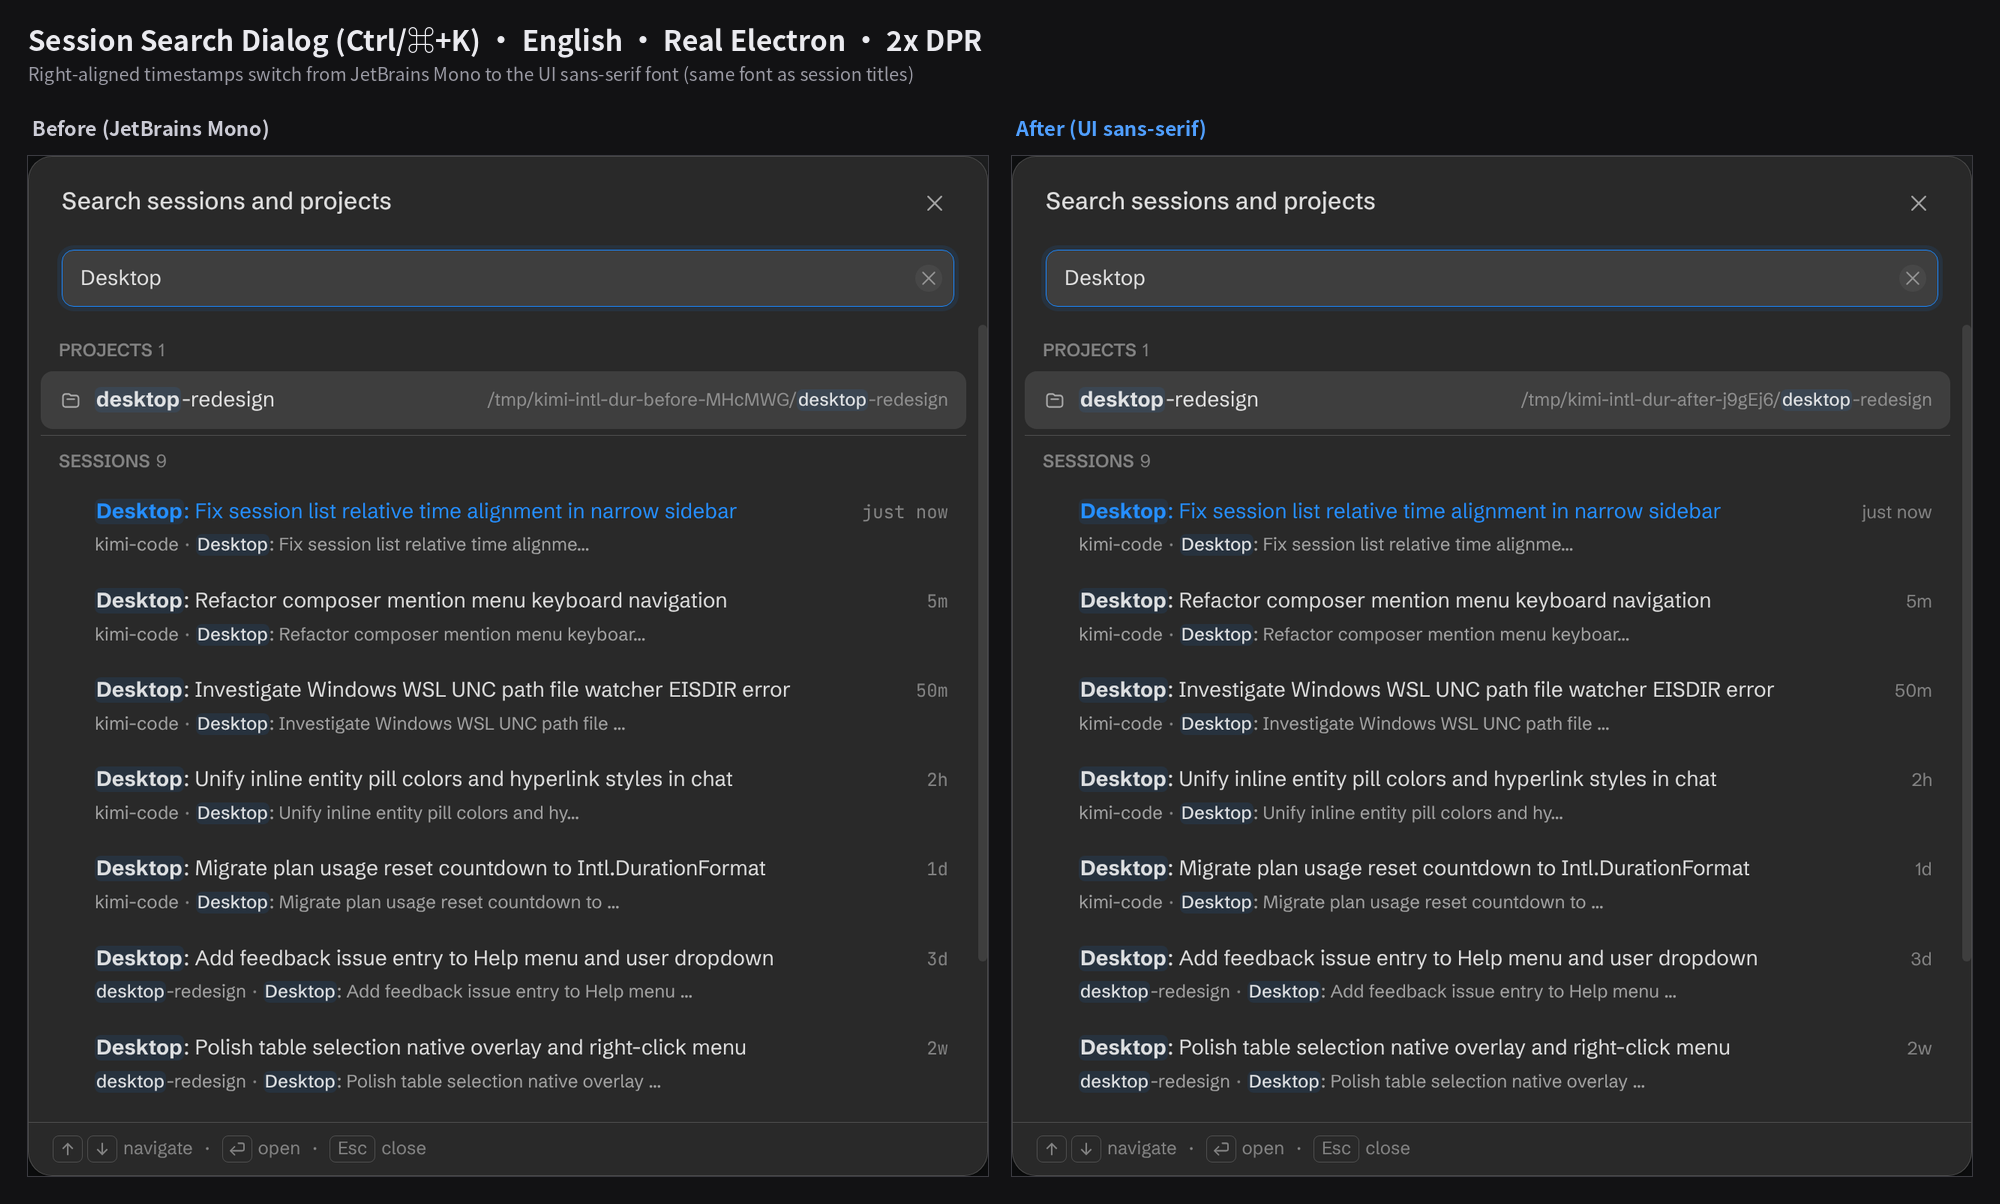 Session Search Dialog (Ctrl/⌘+K) • English • Real Electron • 2x DPR
Right-aligned timestamps switch from JetBrains Mono to the UI sans-serif font (same font as session titles)
Before (JetBrains Mono)
Search sessions and projects
Desktop
PROJECTS 1
desktop-redesign /tmp/kimi-intl-dur-before-MHcMWG/desktop-redesign
SESSIONS 9
Desktop: Fix session list relative time alignment in narrow sidebar just now
kimi-code · Desktop: Fix session list relative time alignme...
Desktop: Refactor composer mention menu keyboard navigation 5m
kimi-code · Desktop: Refactor composer mention menu keyboar...
Desktop: Investigate Windows WSL UNC path file watcher EISDIR error 50m
kimi-code · Desktop: Investigate Windows WSL UNC path file ...
Desktop: Unify inline entity pill colors and hyperlink styles in chat 2h
kimi-code · Desktop: Unify inline entity pill colors and hy...
Desktop: Migrate plan usage reset countdown to Intl.DurationFormat 1d
kimi-code · Desktop: Migrate plan usage reset countdown to ...
Desktop: Add feedback issue entry to Help menu and user dropdown 3d
desktop-redesign · Desktop: Add feedback issue entry to Help menu ...
Desktop: Polish table selection native overlay and right-click menu 2w
desktop-redesign · Desktop: Polish table selection native overlay ...
↑ ↓ navigate · ↵ open · Esc close
After (UI sans-serif)
Search sessions and projects
Desktop
PROJECTS 1
desktop-redesign /tmp/kimi-intl-dur-after-j9gEj6/desktop-redesign
SESSIONS 9
Desktop: Fix session list relative time alignment in narrow sidebar just now
kimi-code · Desktop: Fix session list relative time alignme...
Desktop: Refactor composer mention menu keyboard navigation 5m
kimi-code · Desktop: Refactor composer mention menu keyboar...
Desktop: Investigate Windows WSL UNC path file watcher EISDIR error 50m
kimi-code · Desktop: Investigate Windows WSL UNC path file ...
Desktop: Unify inline entity pill colors and hyperlink styles in chat 2h
kimi-code · Desktop: Unify inline entity pill colors and hy...
Desktop: Migrate plan usage reset countdown to Intl.DurationFormat 1d
kimi-code · Desktop: Migrate plan usage reset countdown to ...
Desktop: Add feedback issue entry to Help menu and user dropdown 3d
desktop-redesign · Desktop: Add feedback issue entry to Help menu ...
Desktop: Polish table selection native overlay and right-click menu 2w
desktop-redesign · Desktop: Polish table selection native overlay ...
↑ ↓ navigate · ↵ open · Esc close